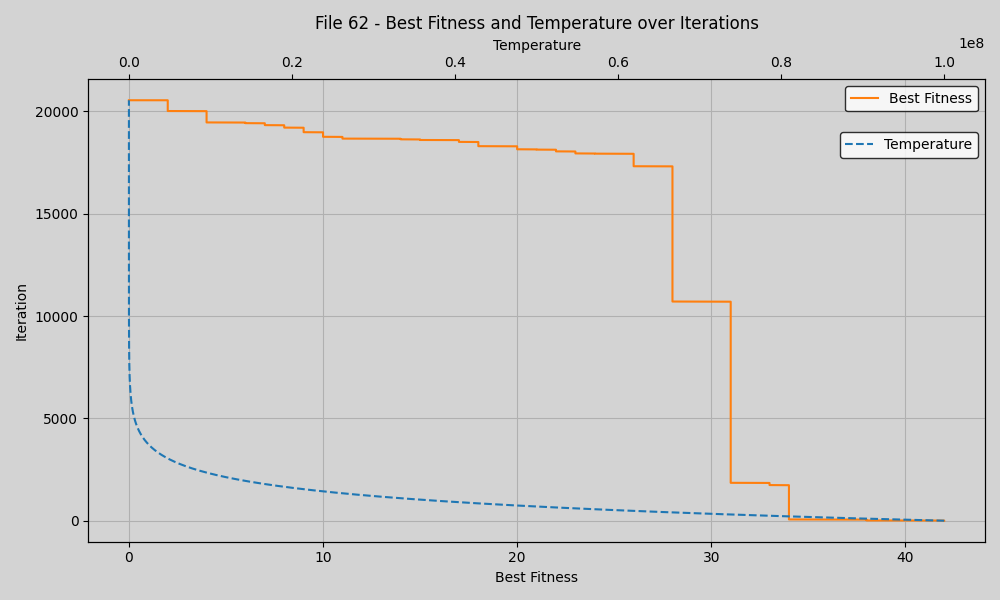 File 62 - Best Fitness and Temperature over Iterations
Temperature
1e8
0.0 0.2 0.4 0.6 0.8 1.0
Best Fitness
Temperature
20000
15000
10000
5000
0
Iteration
0 10 20 30 40
Best Fitness